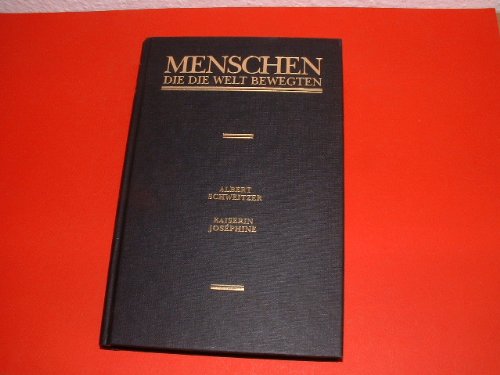 MENSCHEN
DIE DIE WELT BEWEGTEN
ALBERT
SCHWEITZER
KAISERIN
JOSÉPHINE